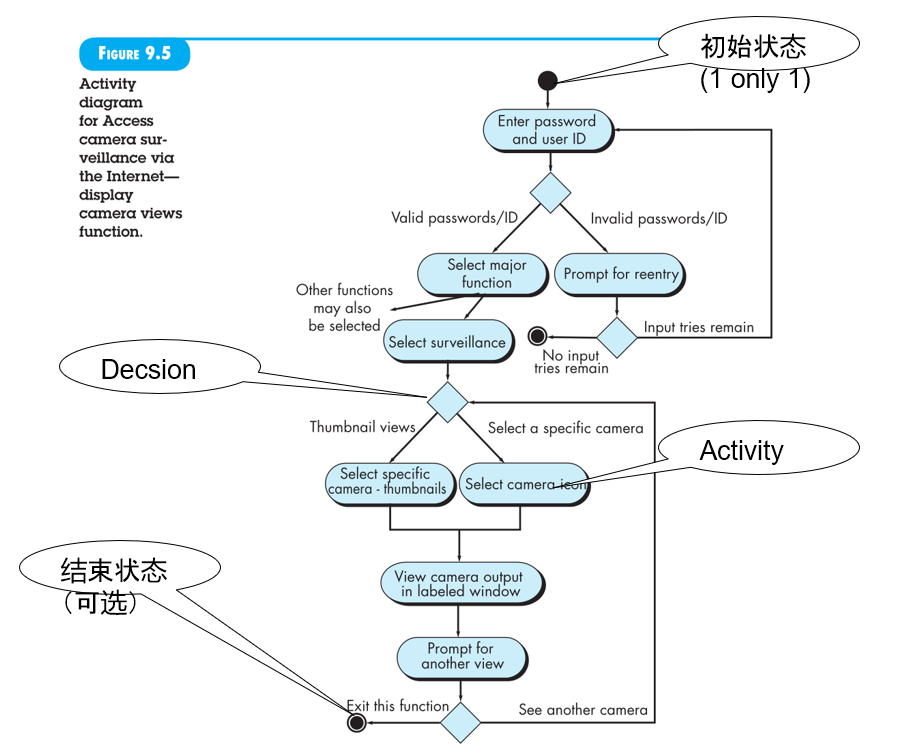 FIGURE 9.5
Activity
diagram
for Access
camera sur-
veillance via
the Internet—
display
camera views
function.
初始状态
(1 only 1)
Enter password
and user ID
Valid passwords/ID
Invalid passwords/ID
Select major
function
Prompt for reentry
Other functions
may also
be selected
Select surveillance
Input tries remain
No input
tries remain
Decsion
Thumbnail views
Select a specific camera
Activity
Select specific
camera - thumbnails
Select camera icon
结束状态
（可选）
View camera output
in labeled window
Prompt for
another view
Exit this function
See another camera